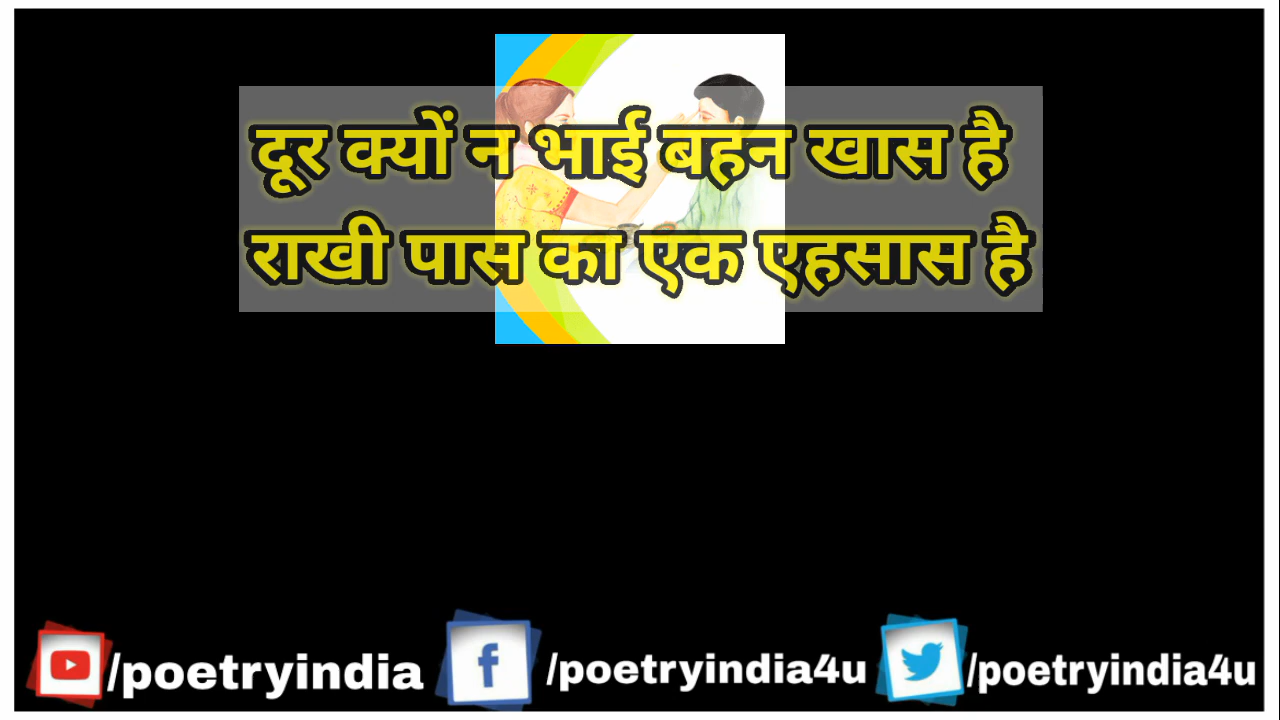 दूर क्यों न भाई बहन खास है
राखी पास का एक एहसास है
/poetryindia
/poetryindia4u
/poetryindia4u